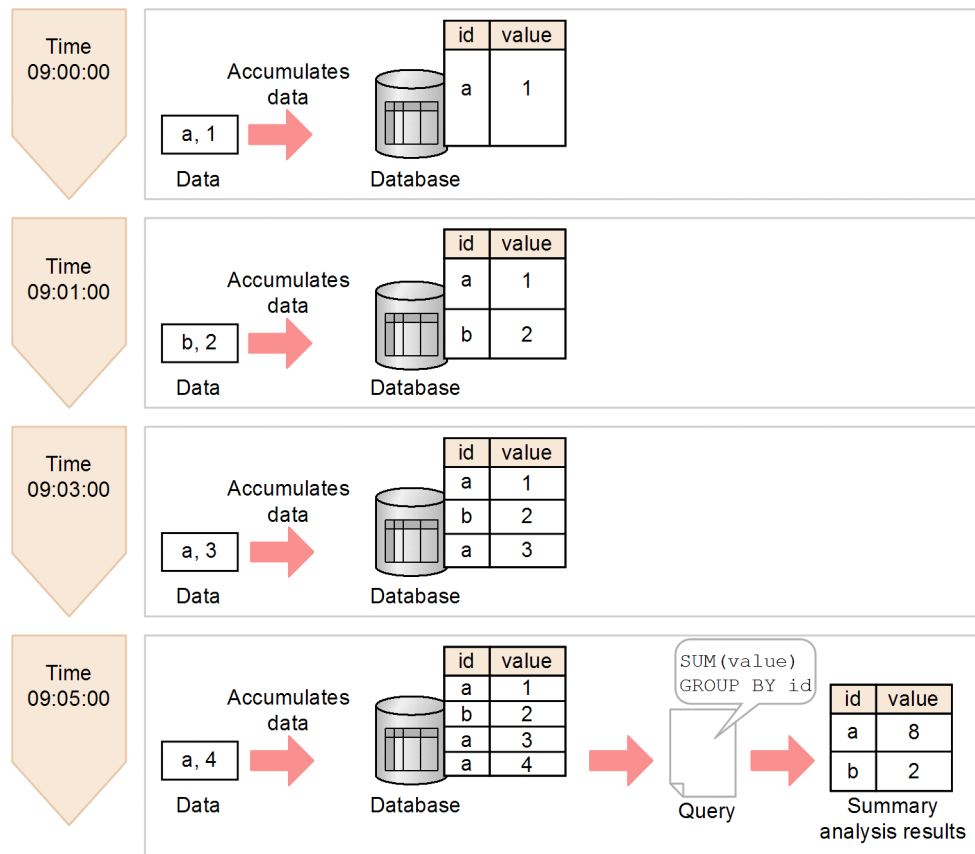 Time
09:00:00
Accumulates
data
a, 1
Data
Database
id value
a 1
Time
09:01:00
Accumulates
data
b, 2
Data
Database
id value
a 1
b 2
Time
09:03:00
Accumulates
data
a, 3
Data
Database
id value
a 1
b 2
a 3
Time
09:05:00
Accumulates
data
a, 4
Data
Database
id value
a 1
b 2
a 3
a 4
SUM(value)
GROUP BY id
Query
id value
a 8
b 2
Summary
analysis results